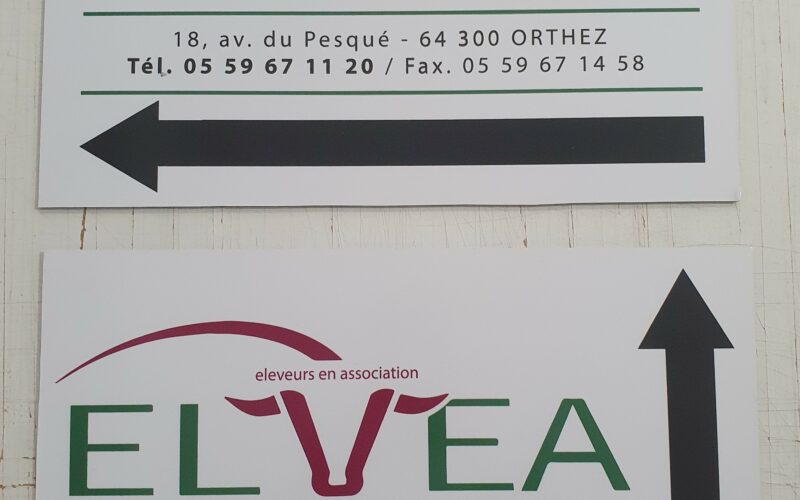 18, av. du Pesqué - 64 300 ORTHEZ
Tél. 05 59 67 11 20 / Fax. 05 59 67 14 58
eleveurs en association
ELVEA